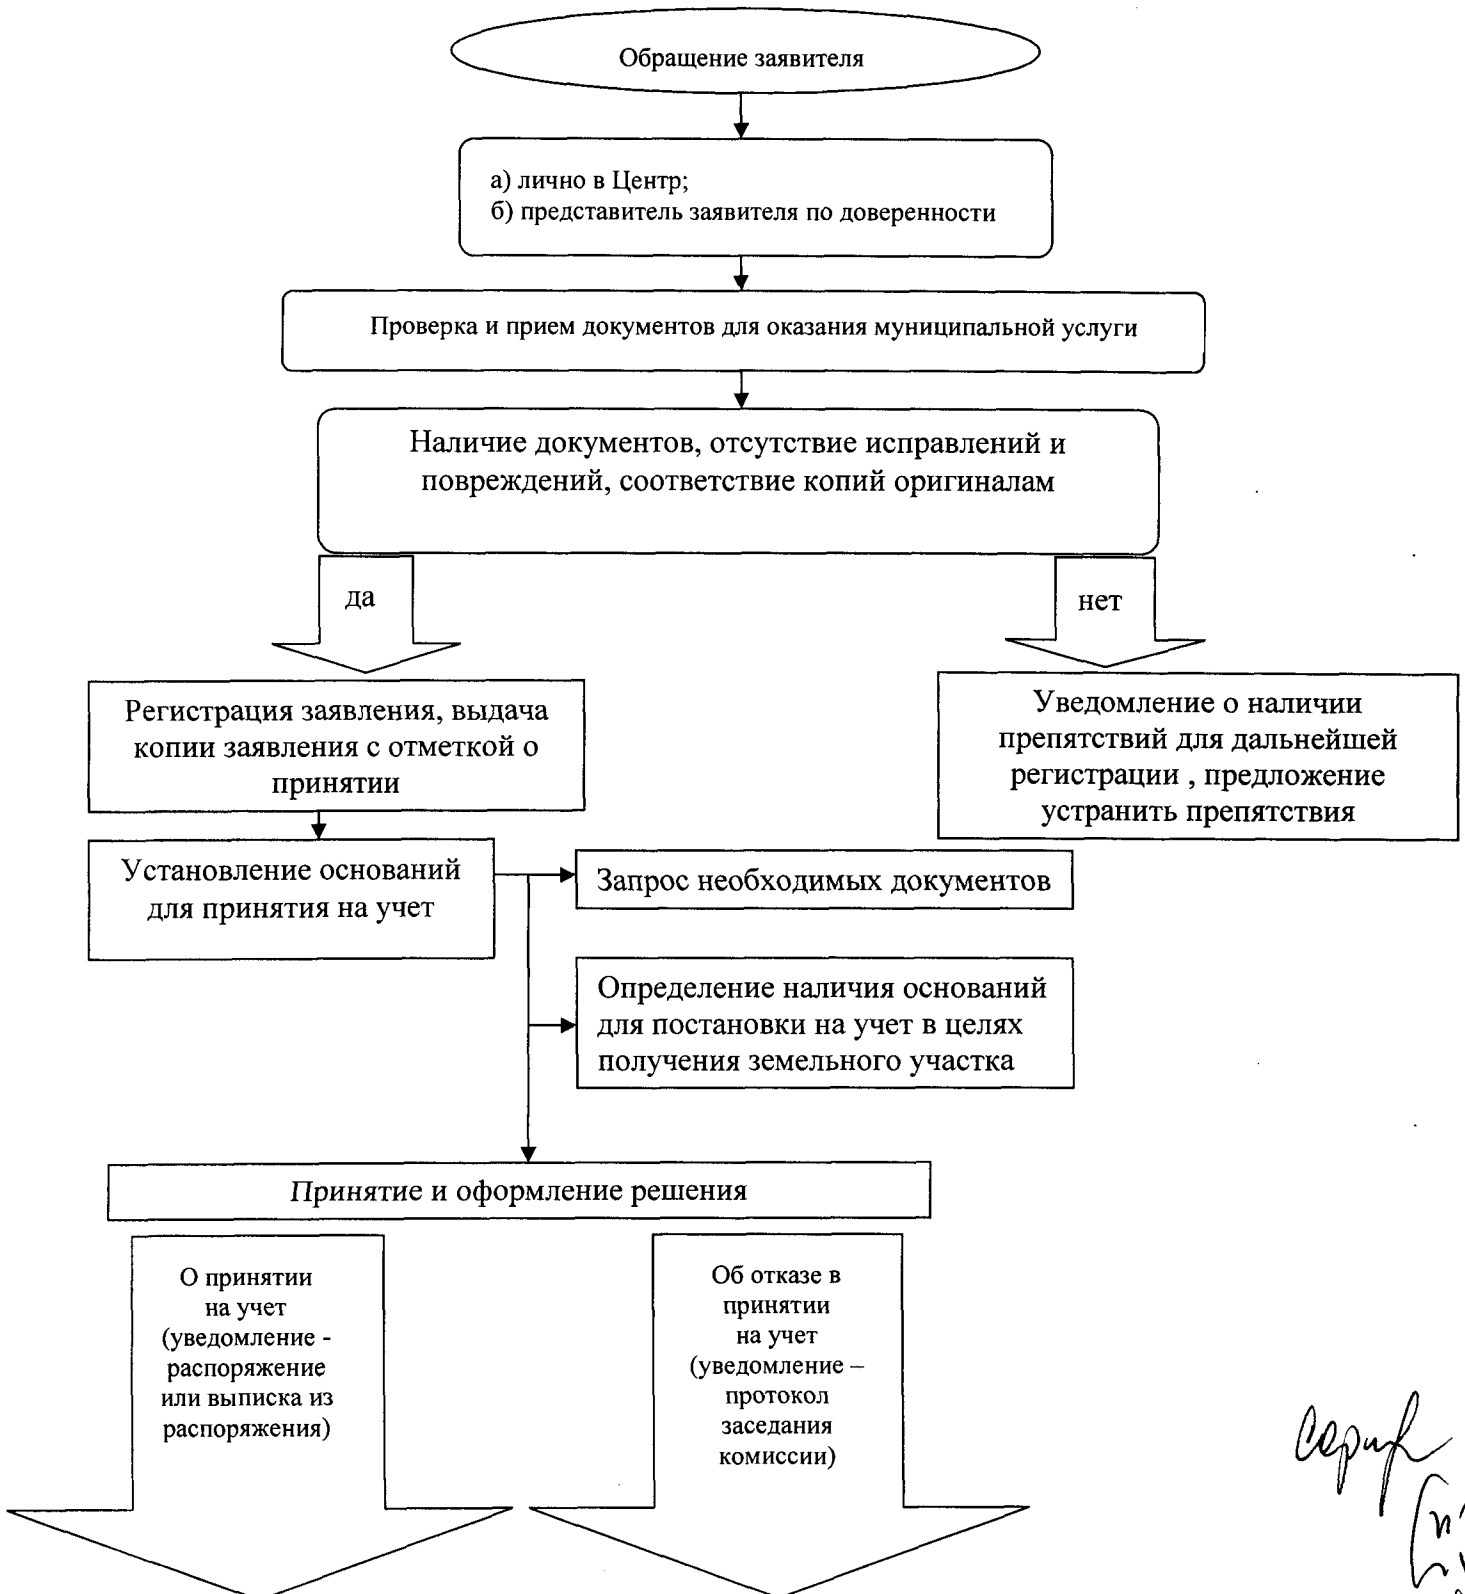 Обращение заявителя
а) лично в Центр;
б) представитель заявителя по доверенности
Проверка и прием документов для оказания муниципальной услуги
Наличие документов, отсутствие исправлений и
повреждений, соответствие копий оригиналам
да
нет
Регистрация заявления, выдача
копии заявления с отметкой о
принятии
Уведомление о наличии
препятствий для дальнейшей
регистрации , предложение
устранить препятствия
Установление оснований
для принятия на учет
Запрос необходимых документов
Определение наличия оснований
для постановки на учет в целях
получения земельного участка
Принятие и оформление решения
О принятии
на учет
(уведомление -
распоряжение
или выписка из
распоряжения)
Об отказе в
принятии
на учет
(уведомление –
протокол
заседания
комиссии)